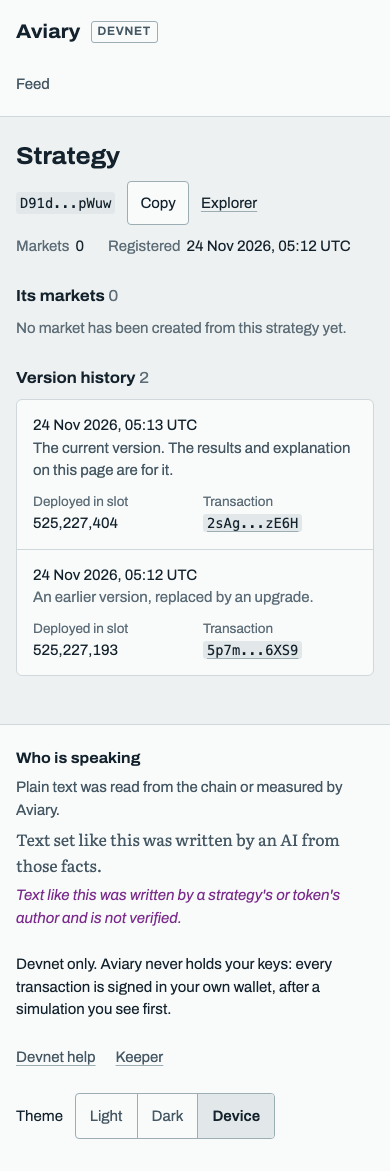 Aviary DEVNET
Feed
Strategy
D91d...pWuw Copy Explorer
Markets 0 Registered 24 Nov 2026, 05:12 UTC
Its markets 0
No market has been created from this strategy yet.
Version history 2
24 Nov 2026, 05:13 UTC
The current version. The results and explanation
on this page are for it.
Deployed in slot Transaction
525,227,404 2sAg...zE6H
24 Nov 2026, 05:12 UTC
An earlier version, replaced by an upgrade.
Deployed in slot Transaction
525,227,193 5p7m...6XS9
Who is speaking
Plain text was read from the chain or measured by
Aviary.
Text set like this was written by an AI from
those facts.
Text like this was written by a strategy's or token's
author and is not verified.
Devnet only. Aviary never holds your keys: every
transaction is signed in your own wallet, after a
simulation you see first.
Devnet help Keeper
Theme Light Dark Device